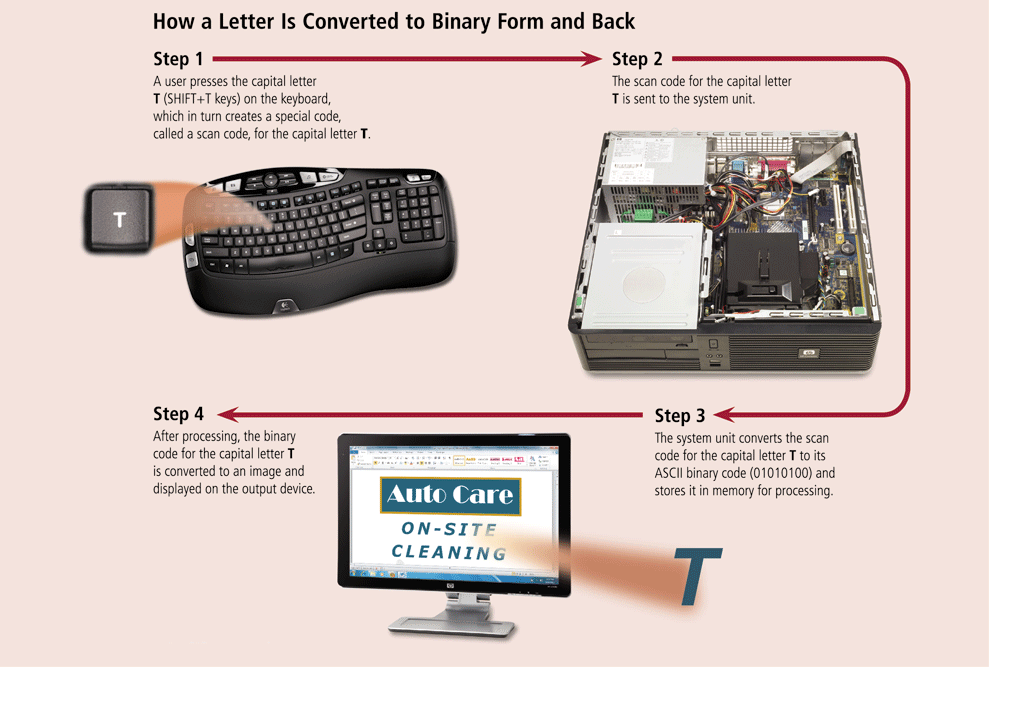 How a Letter Is Converted to Binary Form and Back
Step 1
A user presses the capital letter
T (SHIFT+T keys) on the keyboard,
which in turn creates a special code,
called a scan code, for the capital letter T.
Step 2
The scan code for the capital letter
T is sent to the system unit.
T
Step 4
After processing, the binary
code for the capital letter T
is converted to an image and
displayed on the output device.
Step 3
The system unit converts the scan
code for the capital letter T to its
ASCII binary code (01010100) and
stores it in memory for processing.
Auto Care
ON-SITE
CLEANING
T
hp